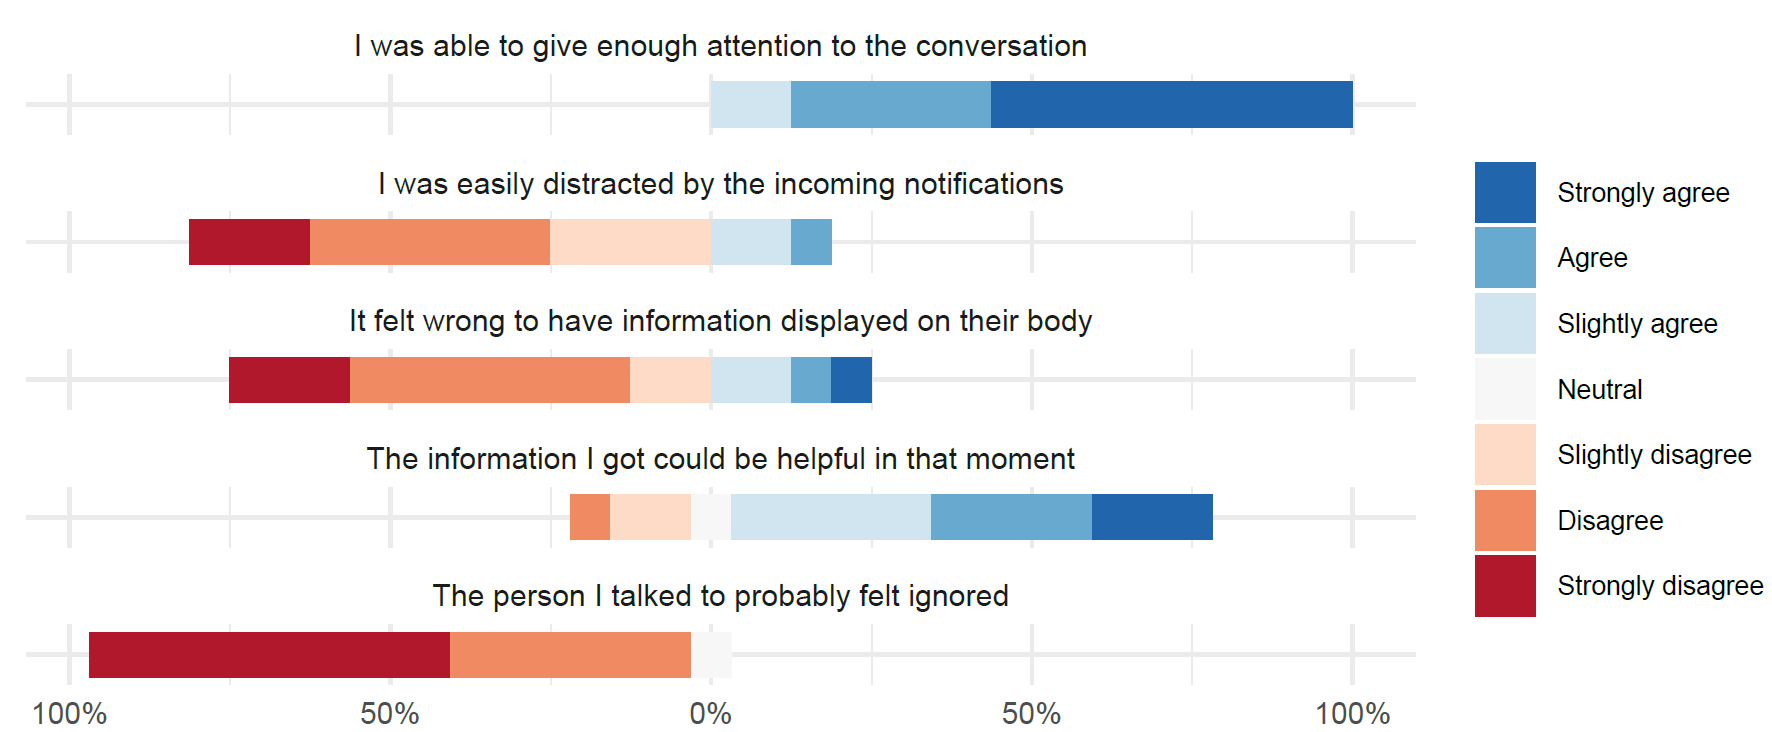 I was able to give enough attention to the conversation
I was easily distracted by the incoming notifications
It felt wrong to have information displayed on their body
The information I got could be helpful in that moment
The person I talked to probably felt ignored
100% 50% 0% 50% 100%
Strongly agree
Agree
Slightly agree
Neutral
Slightly disagree
Disagree
Strongly disagree